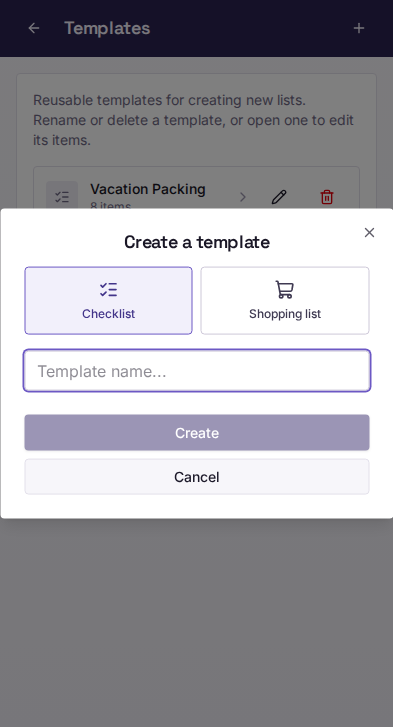 Templates
Reusable templates for creating new lists.
Rename or delete a template, or open one to edit
its items.
Vacation Packing
8 items
Create a template
Checklist
Shopping list
Template name...
Create
Cancel